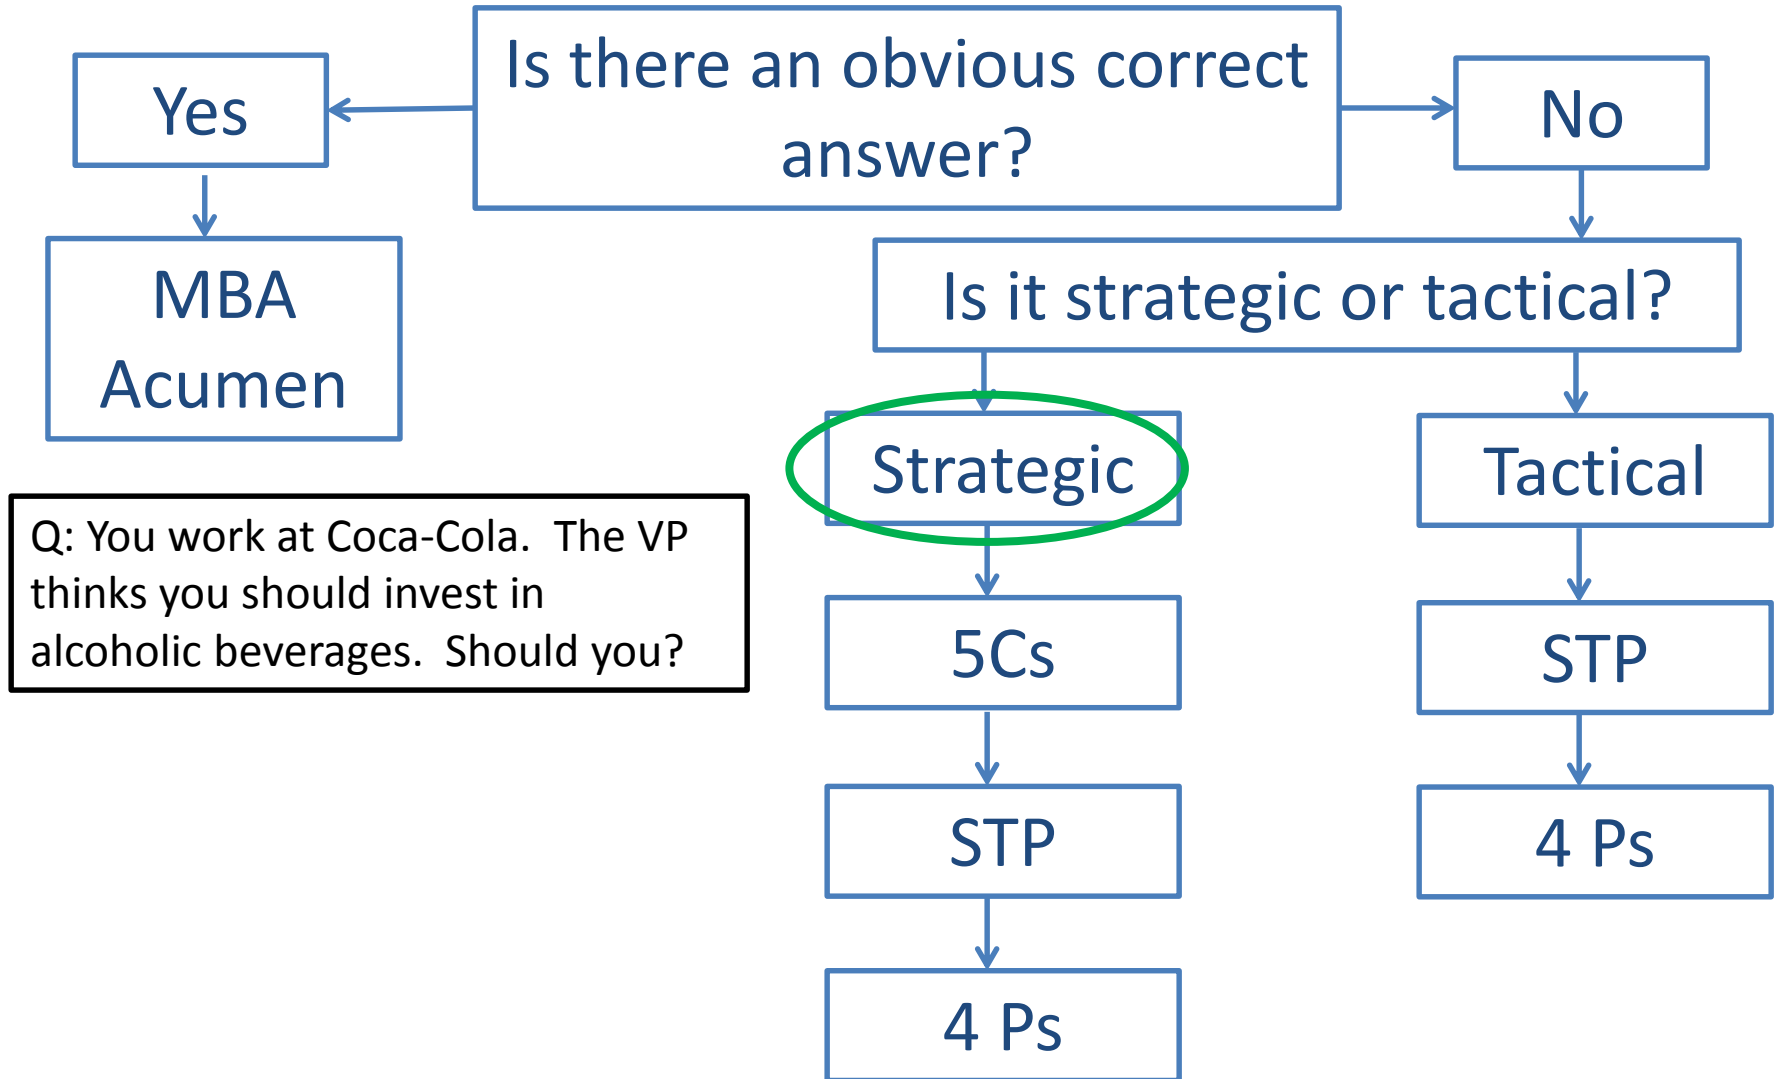 Is there an obvious correct
answer?
Yes
No
MBA
Acumen
Is it strategic or tactical?
Strategic
Tactical
Q: You work at Coca-Cola.  The VP
thinks you should invest in
alcoholic beverages.  Should you?
5Cs
STP
STP
4 Ps
4 Ps